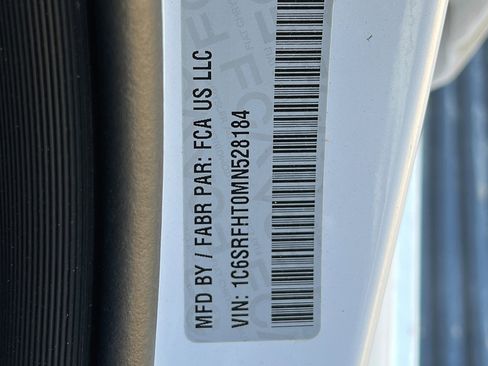 MFD BY / FABR PAR: FCA US LLC
VIN: 1C6SRFHT0MN528184